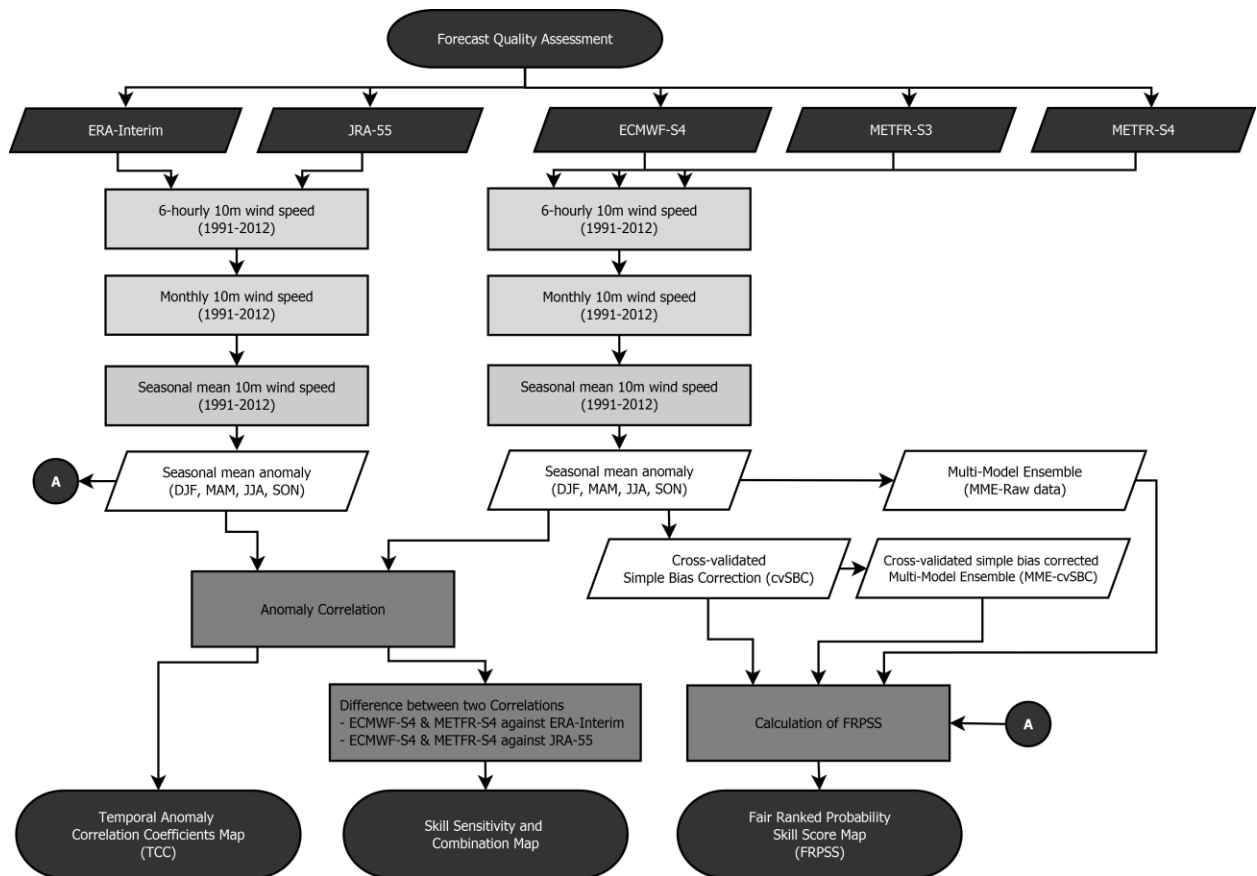 Forecast Quality Assessment
ERA-Interim
JRA-55
ECMWF-S4
METFR-S3
METFR-S4
6-hourly 10m wind speed
(1991-2012)
6-hourly 10m wind speed
(1991-2012)
Monthly 10m wind speed
(1991-2012)
Monthly 10m wind speed
(1991-2012)
Seasonal mean 10m wind speed
(1991-2012)
Seasonal mean 10m wind speed
(1991-2012)
A
Seasonal mean anomaly
(DJF, MAM, JJA, SON)
Seasonal mean anomaly
(DJF, MAM, JJA, SON)
Multi-Model Ensemble
(MME-Raw data)
Cross-validated
Simple Bias Correction (cvSBC)
Cross-validated simple bias corrected
Multi-Model Ensemble (MME-cvSBC)
Anomaly Correlation
Difference between two Correlations
- ECMWF-S4 & METFR-S4 against ERA-Interim
- ECMWF-S4 & METFR-S4 against JRA-55
Calculation of FRPSS
A
Temporal Anomaly
Correlation Coefficients Map
(TCC)
Skill Sensitivity and
Combination Map
Fair Ranked Probability
Skill Score Map
(FRPSS)